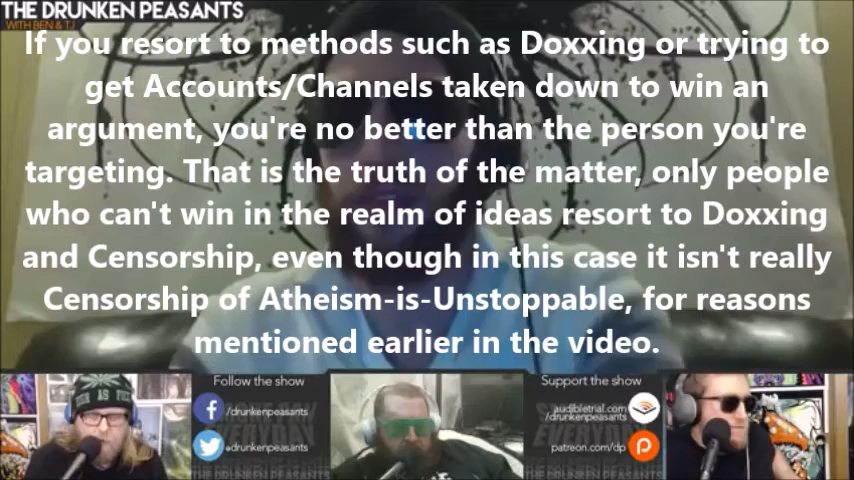 THE DRUNKEN PEASANTS
WITH BEN & TJ
If you resort to methods such as Doxxing or trying to
get Accounts/Channels taken down to win an
argument, you're no better than the person you're
targeting. That is the truth of the matter, only people
who can't win in the realm of ideas resort to Doxxing
and Censorship, even though in this case it isn't really
Censorship of Atheism-is-Unstoppable, for reasons
mentioned earlier in the video.
Follow the show
/drunkenpeasants
@drunkenpeasants
Support the show
audibletrial.com
/drunkenpeasants
patreon.com/dp